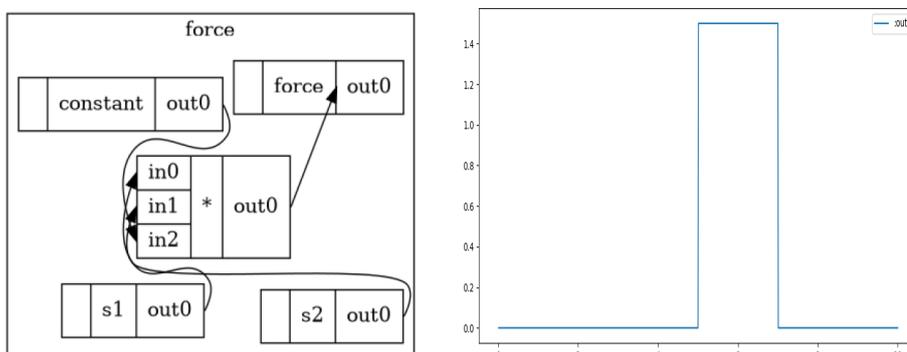 force
constant out0
force out0
in0
in1 * out0
in2
s1 out0
s2 out0
:out
1.4
1.2
1.0
0.8
0.6
0.4
0.2
0.0